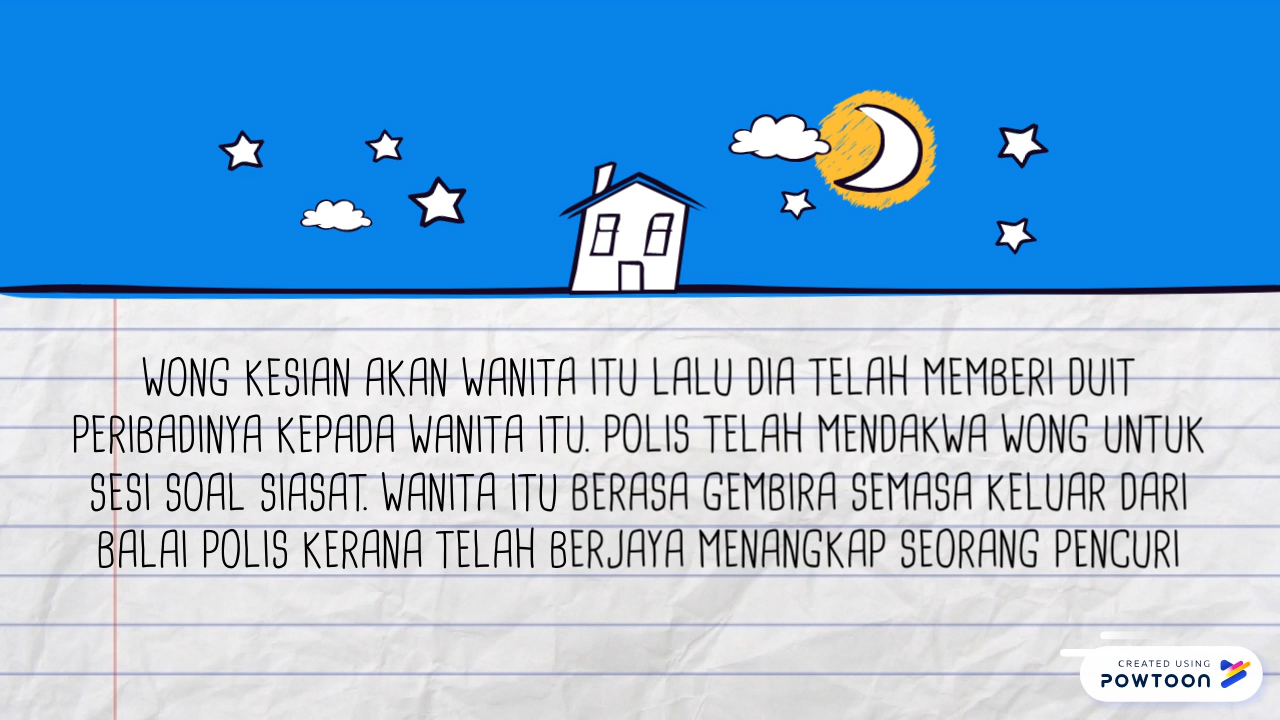 WONG KESIAN AKAN WANITA ITU LALU DIA TELAH MEMBERI DUIT
PERIBADINYA KEPADA WANITA ITU. POLIS TELAH MENDAKWA WONG UNTUK
SESI SOAL SIASAT. WANITA ITU BERASA GEMBIRA SEMASA KELUAR DARI
BALAI POLIS KERANA TELAH BERJAYA MENANGKAP SEORANG PENCURI
CREATED USING
POWTOON